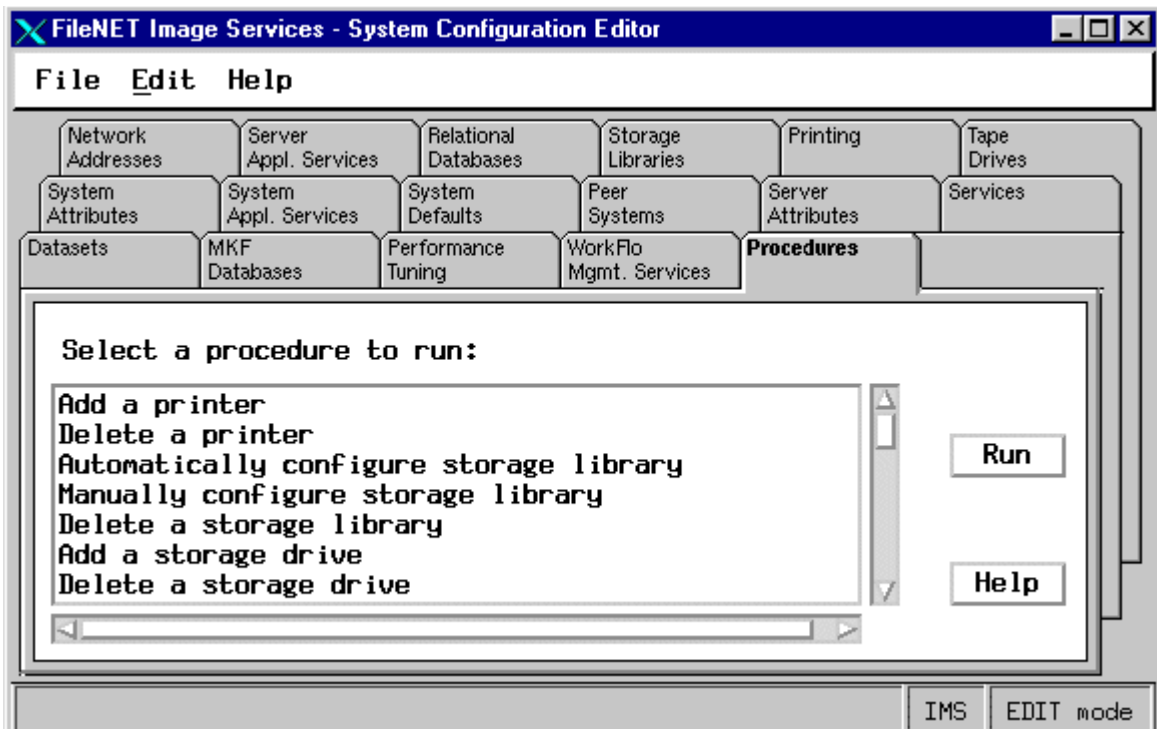 FileNET Image Services - System Configuration Editor
File Edit Help
Network Addresses
Server Appl. Services
Relational Databases
Storage Libraries
Printing
Tape Drives
System Attributes
System Appl. Services
System Defaults
Peer Systems
Server Attributes
Services
Datasets
MKF Databases
Performance Tuning
WorkFlo Mgmt. Services
Procedures
Select a procedure to run:
Add a printer
Delete a printer
Automatically configure storage library
Manually configure storage library
Delete a storage library
Add a storage drive
Delete a storage drive
Run
Help
IMS
EDIT mode